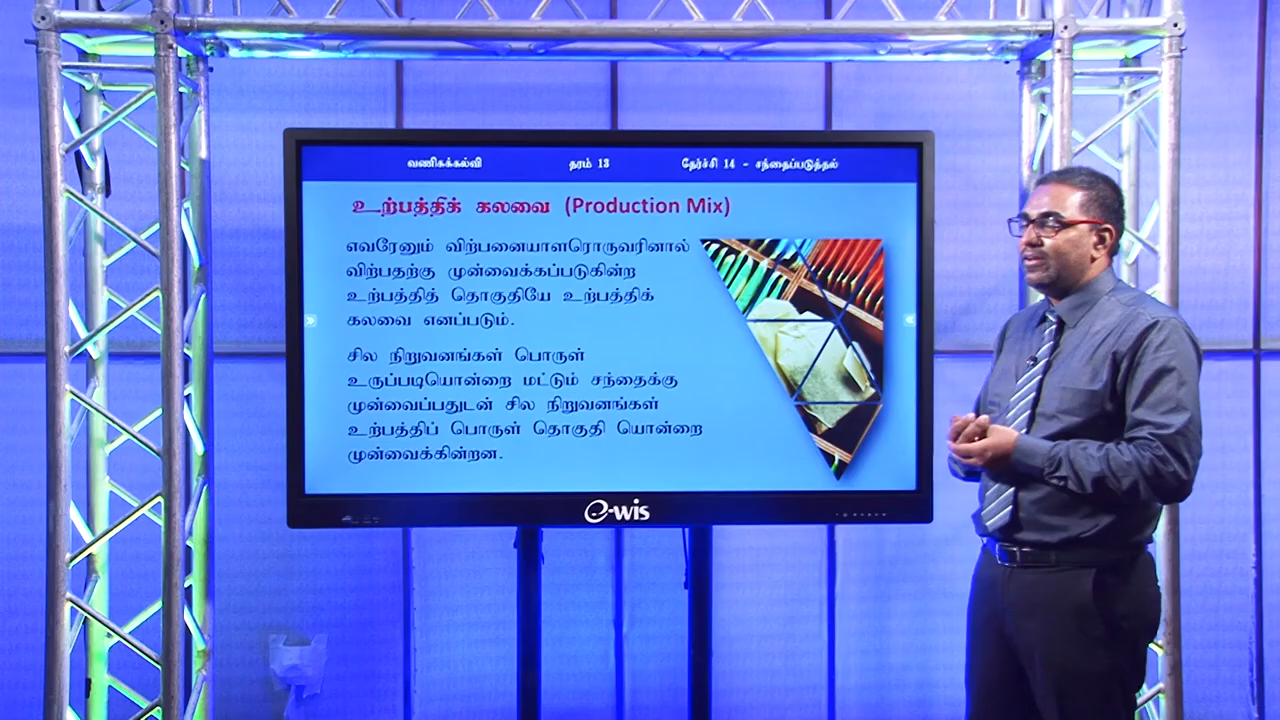 வணிகக்கல்வி தரம் 13 தேர்ச்சி 14 - சந்தைப்படுத்தல்
உற்பத்திக் கலவை (Production Mix)
எவரேனும் விற்பனையாளரொருவரினால்
விற்பதற்கு முன்வைக்கப்படுகின்ற
உற்பத்தித் தொகுதியே உற்பத்திக்
கலவை எனப்படும்.
சில நிறுவனங்கள் பொருள்
உருப்படியொன்றை மட்டும் சந்தைக்கு
முன்வைப்பதுடன் சில நிறுவனங்கள்
உற்பத்திப் பொருள் தொகுதி யொன்றை
முன்வைக்கின்றன.
e-wis